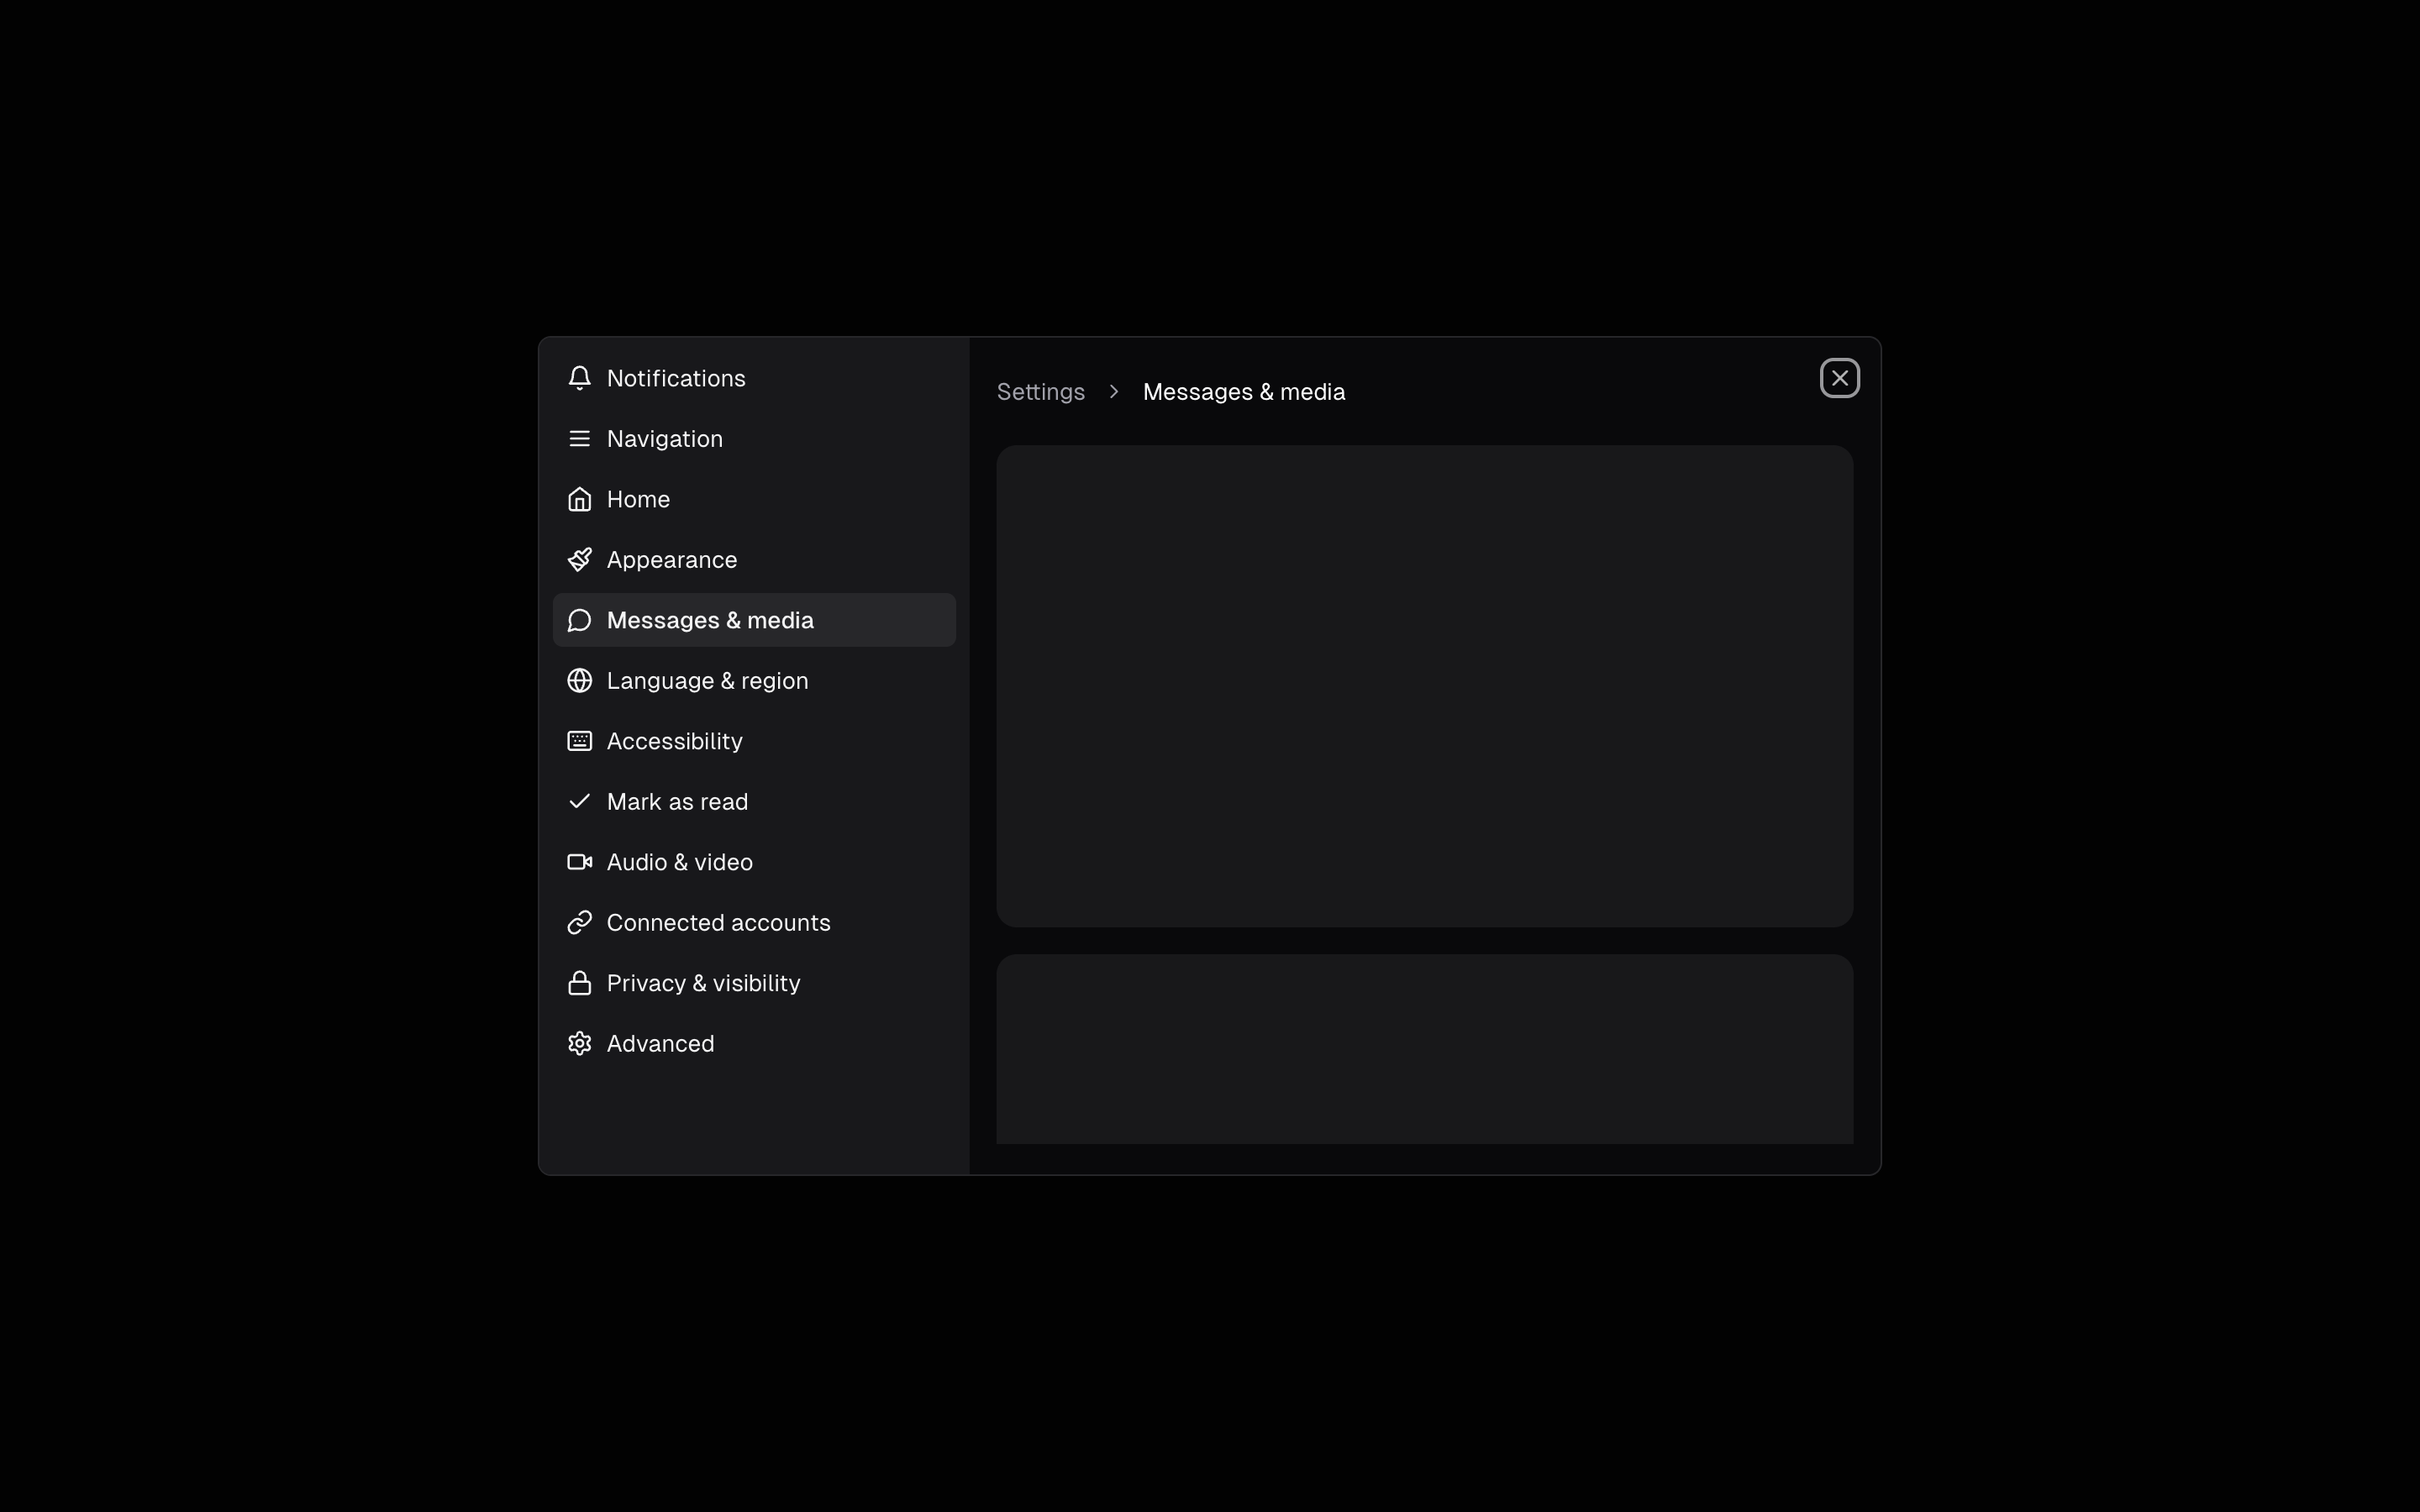 Notifications
Navigation
Home
Appearance
Messages & media
Language & region
Accessibility
Mark as read
Audio & video
Connected accounts
Privacy & visibility
Advanced
Settings
Messages & media